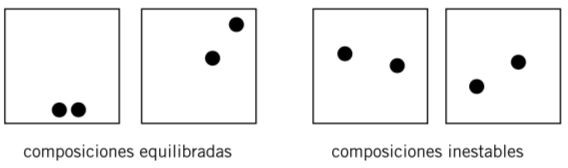 composiciones equilibradas
composiciones inestables